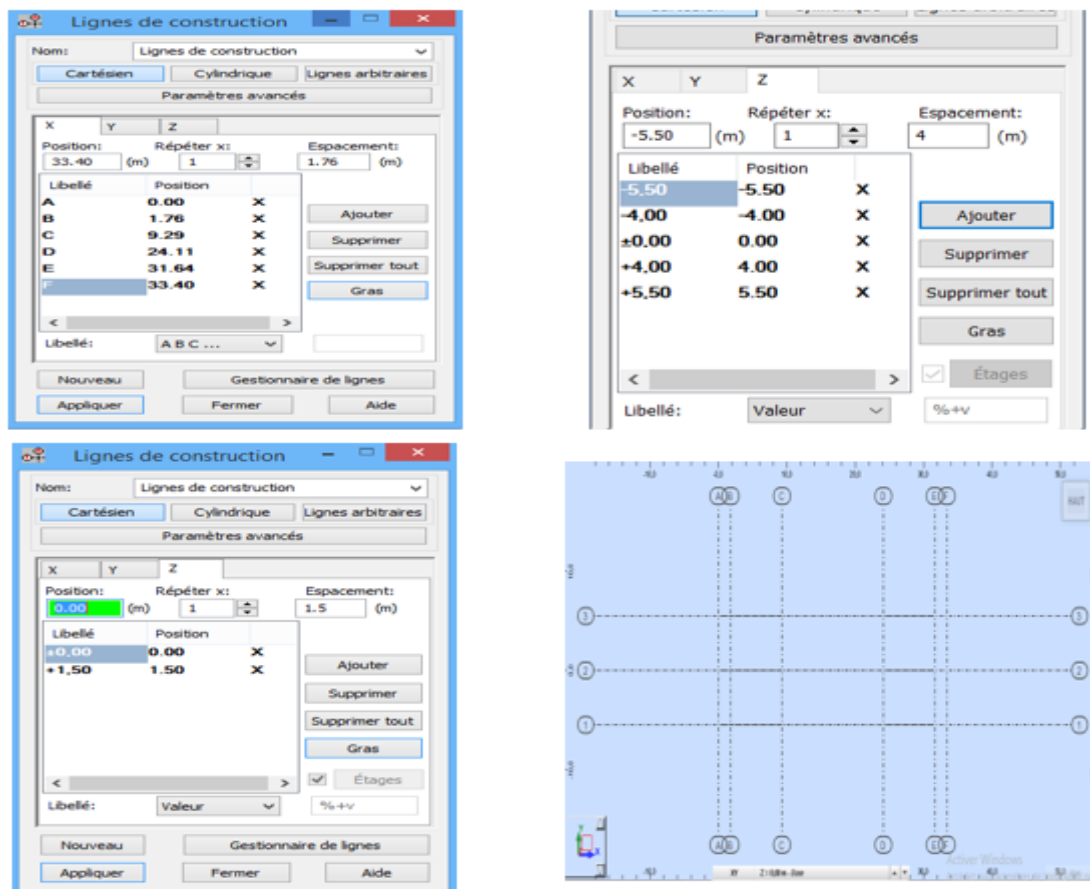 Lignes de construction
Nom: Lignes de construction
Cartésien Cylindrique Lignes arbitraires
Paramètres avancés
X Y Z
Position: Répéter x: Espacement:
33.40 (m) 1 1.76 (m)
Libellé Position
A 0.00 X
B 1.76 X
C 9.29 X
D 24.11 X
E 31.64 X
F 33.40 X
Ajouter
Supprimer
Supprimer tout
Gras
Libellé: A B C ...
Nouveau Gestionnaire de lignes
Appliquer Fermer Aide
Paramètres avancés
X Y Z
Position: Répéter x: Espacement:
-5.50 (m) 1 4 (m)
Libellé Position
-5,50 -5.50 X
-4,00 -4.00 X
±0,00 0.00 X
+4,00 4.00 X
+5,50 5.50 X
Ajouter
Supprimer
Supprimer tout
Gras
Étages
Libellé: Valeur %+v
Lignes de construction
Nom: Lignes de construction
Cartésien Cylindrique Lignes arbitraires
Paramètres avancés
X Y Z
Position: Répéter x: Espacement:
0.00 (m) 1 1.5 (m)
Libellé Position
±0,00 0.00 X
+1,50 1.50 X
Ajouter
Supprimer
Supprimer tout
Gras
Étages
Libellé: Valeur %+v
Nouveau Gestionnaire de lignes
Appliquer Fermer Aide
A B C D E F
HAUT
3 3
2 2
1 1
A B C D E F
Activer Windows
XY